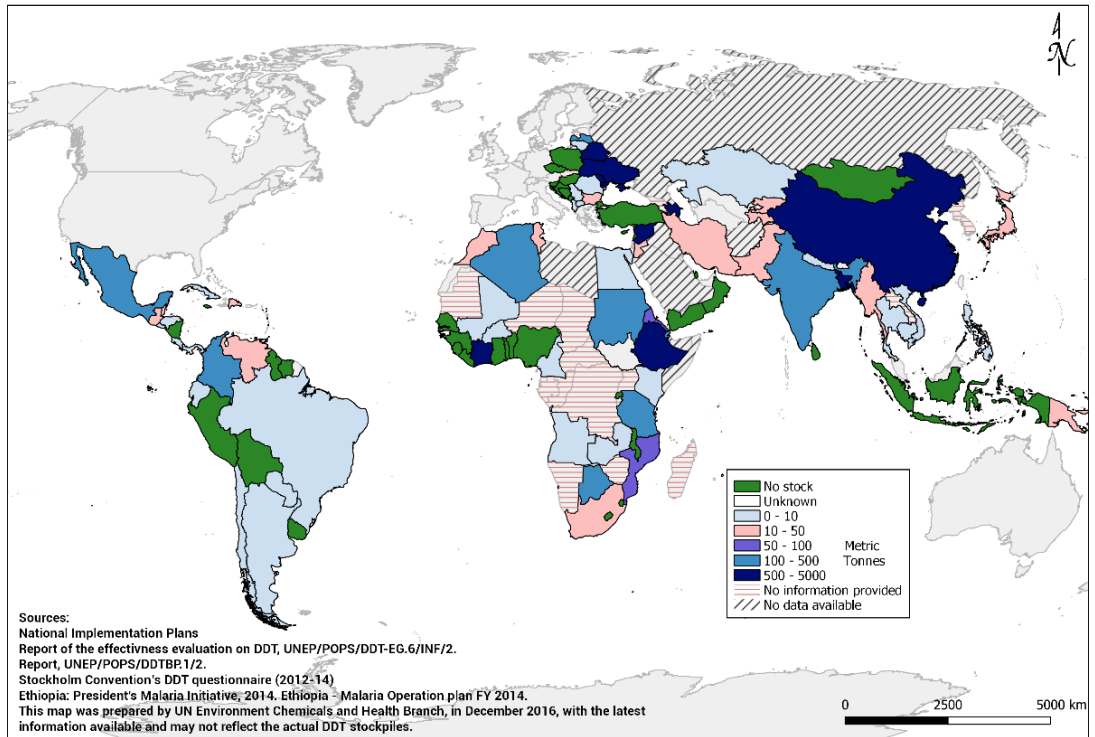 N
No stock
Unknown
0 - 10
10 - 50
50 - 100
100 - 500
500 - 5000
Metric
Tonnes
No information provided
No data available
Sources:
National Implementation Plans
Report of the effectivness evaluation on DDT, UNEP/POPS/DDT-EG.6/INF/2.
Report, UNEP/POPS/DDTBP.1/2.
Stockholm Convention's DDT questionnaire (2012-14)
Ethiopia: President's Malaria Initiative, 2014. Ethiopia - Malaria Operation plan FY 2014.
This map was prepared by UN Environment Chemicals and Health Branch, in December 2016, with the latest
information available and may not reflect the actual DDT stockpiles.
0 2500 5000 km